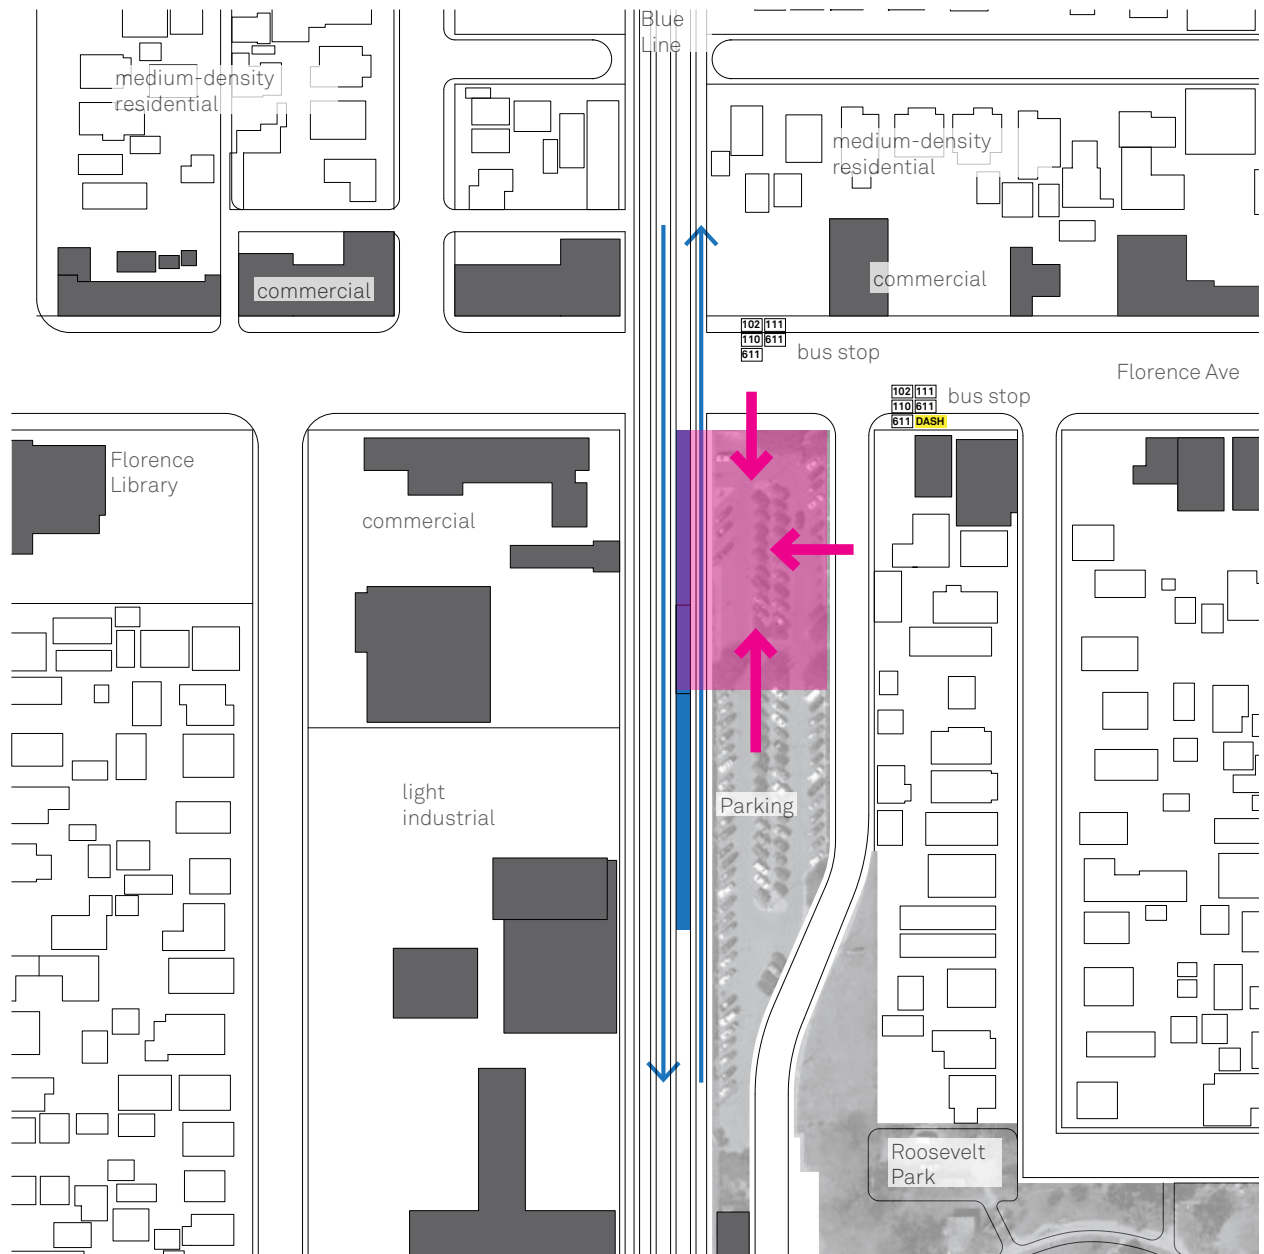 Blue
Line
medium-density
residential
medium-density
residential
commercial
commercial
102 111
110 611
611
bus stop
Florence Ave
102 111
110 611
611 DASH
bus stop
Florence
Library
commercial
light
industrial
Parking
Roosevelt
Park